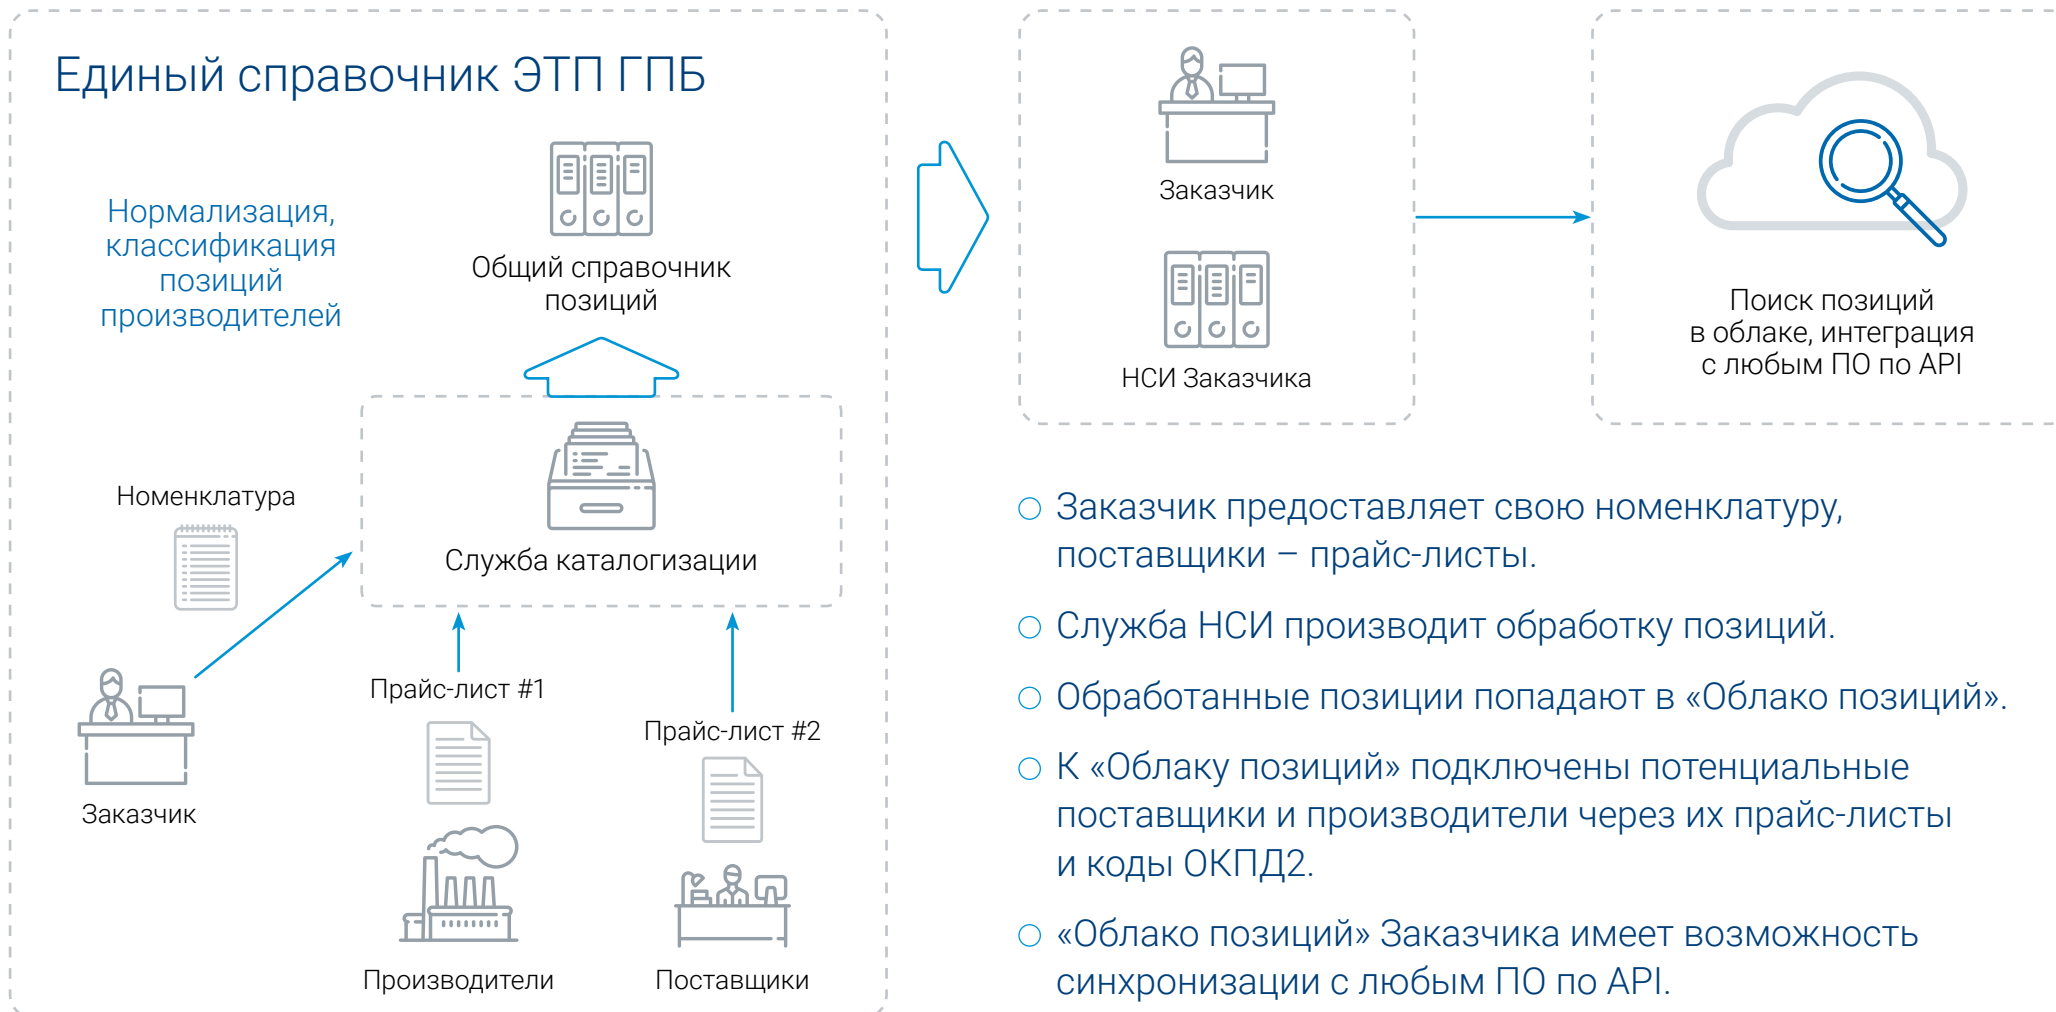 Единый справочник ЭТП ГПБ
Нормализация,
классификация
позиций
производителей
Общий справочник
позиций
Номенклатура
Служба каталогизации
Заказчик
Прайс-лист #1
Производители
Прайс-лист #2
Поставщики
Заказчик
НСИ Заказчика
Поиск позиций
в облаке, интеграция
с любым ПО по API
Заказчик предоставляет свою номенклатуру,
поставщики – прайс-листы.
Служба НСИ производит обработку позиций.
Обработанные позиции попадают в «Облако позиций».
К «Облаку позиций» подключены потенциальные
поставщики и производители через их прайс-листы
и коды ОКПД2.
«Облако позиций» Заказчика имеет возможность
синхронизации с любым ПО по API.